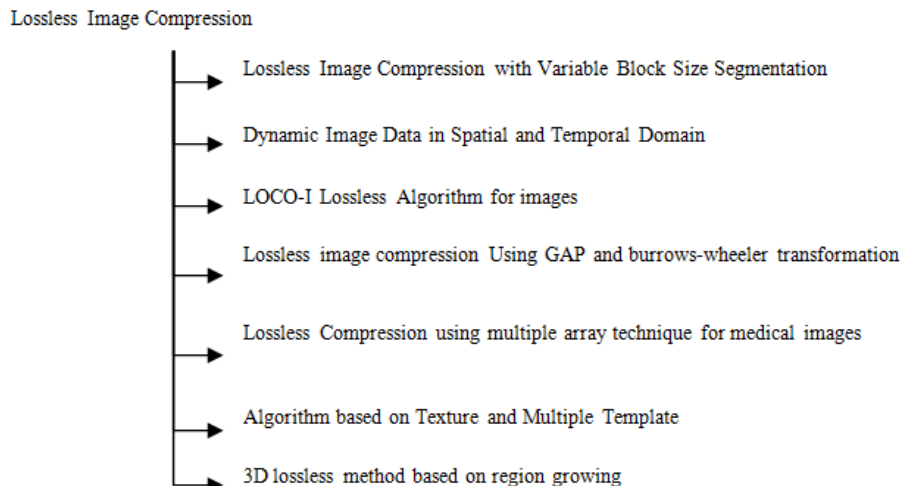 Lossless Image Compression
Lossless Image Compression with Variable Block Size Segmentation
Dynamic Image Data in Spatial and Temporal Domain
LOCO-I Lossless Algorithm for images
Lossless image compression Using GAP and burrows-wheeler transformation
Lossless Compression using multiple array technique for medical images
Algorithm based on Texture and Multiple Template
3D lossless method based on region growing